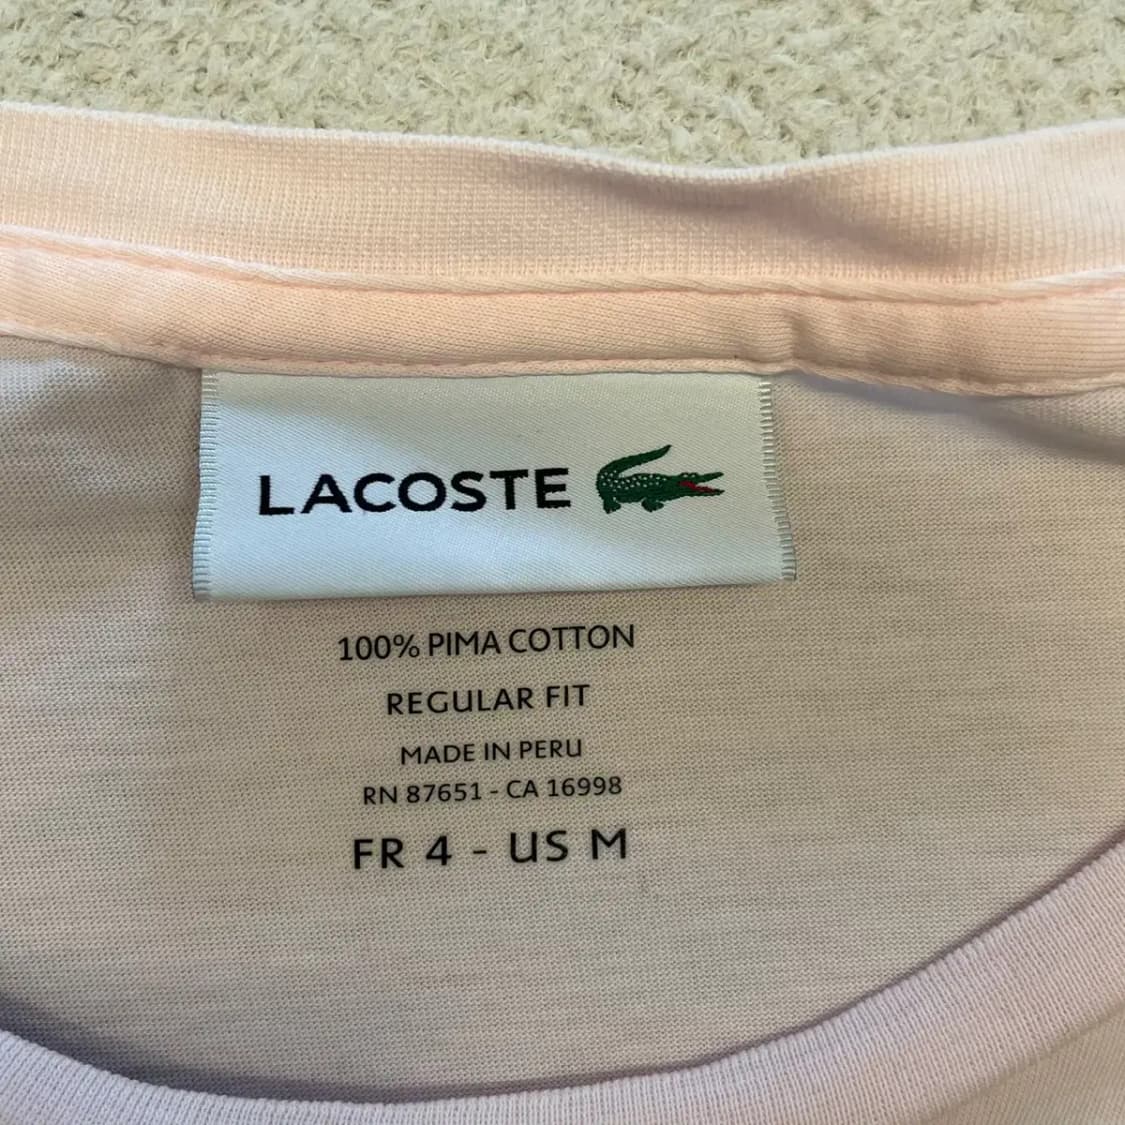 LACOSTE
100% PIMA COTTON
REGULAR FIT
MADE IN PERU
RN 87651 - CA 16998
FR 4 - US M